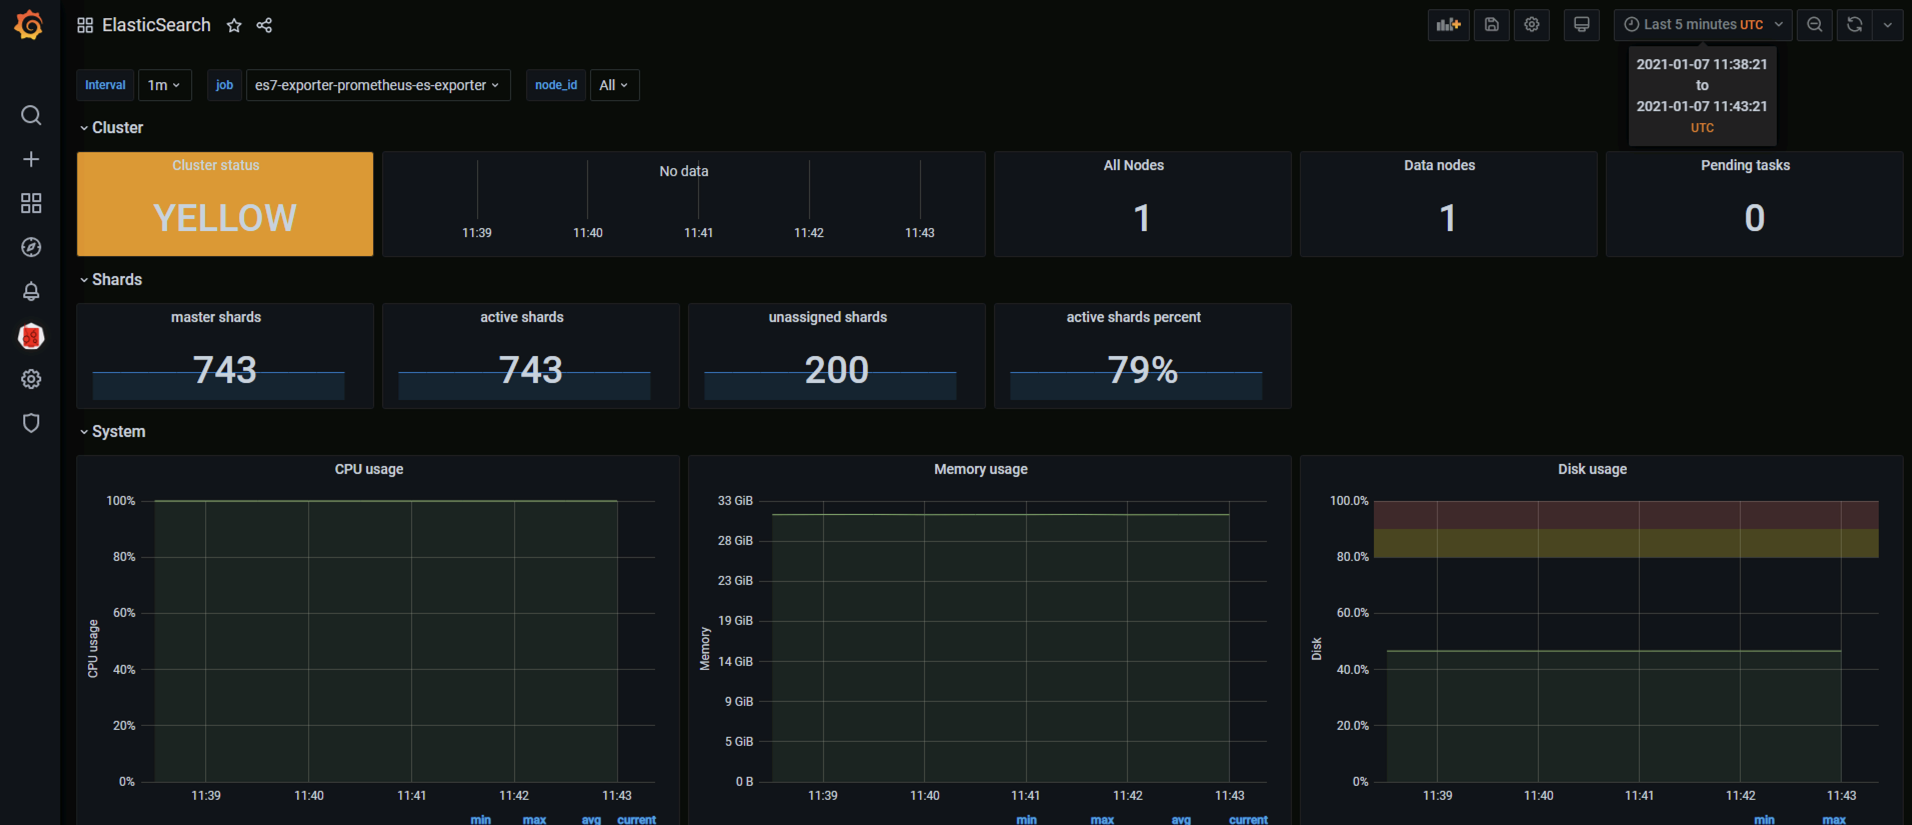 ElasticSearch
Last 5 minutes UTC
2021-01-07 11:38:21
to
2021-01-07 11:43:21
UTC
Interval 1m job es7-exporter-prometheus-es-exporter node_id All
Cluster
Cluster status
YELLOW
No data
11:39 11:40 11:41 11:42 11:43
All Nodes
1
Data nodes
1
Pending tasks
0
Shards
master shards
743
active shards
743
unassigned shards
200
active shards percent
79%
System
CPU usage
100%
80%
60%
40%
20%
0%
CPU usage
11:39 11:40 11:41 11:42 11:43
min max avg current
Memory usage
33 GiB
28 GiB
23 GiB
19 GiB
14 GiB
9 GiB
5 GiB
0 B
Memory
11:39 11:40 11:41 11:42 11:43
min max avg current
Disk usage
100.0%
80.0%
60.0%
40.0%
20.0%
0%
Disk
11:39 11:40 11:41 11:42 11:43
min max